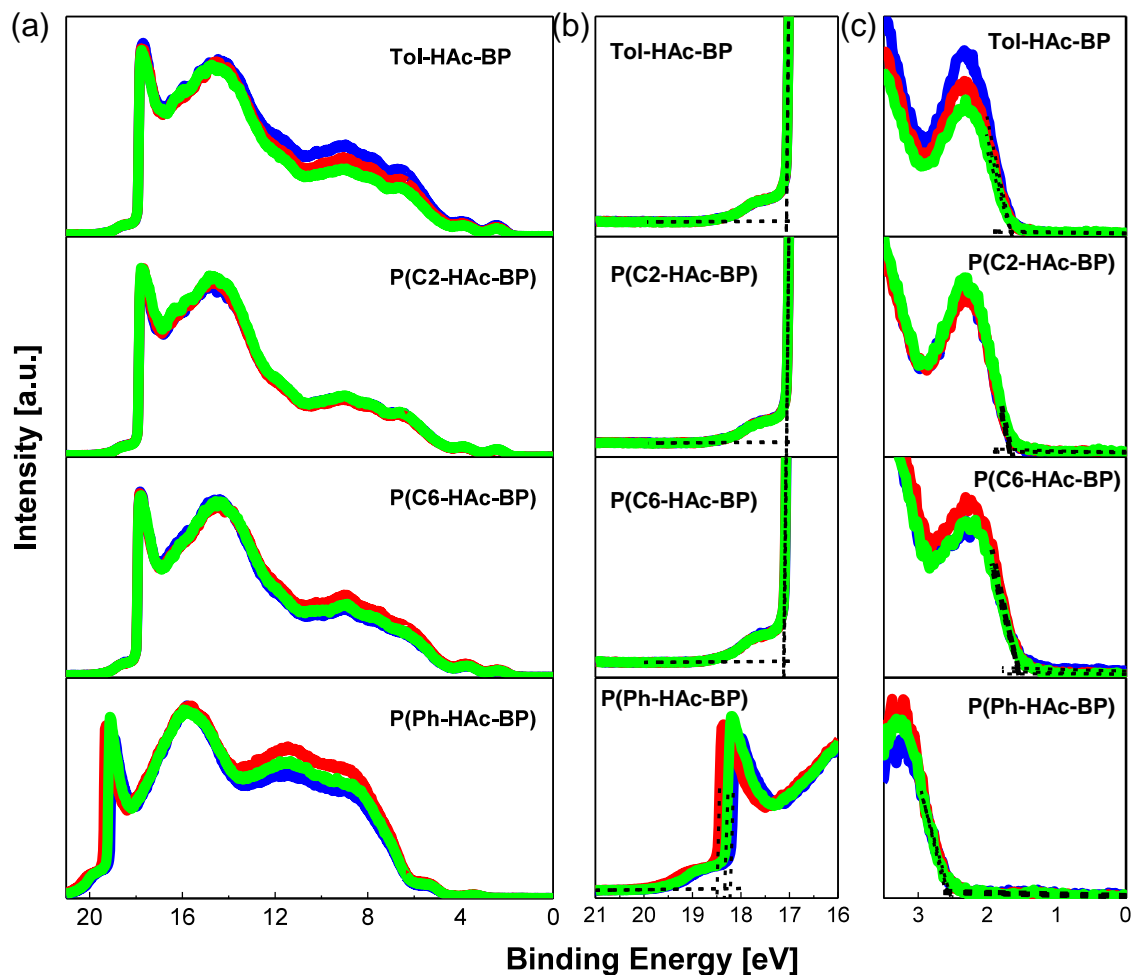 (a)
Tol-HAc-BP
P(C2-HAc-BP)
P(C6-HAc-BP)
P(Ph-HAc-BP)
20 16 12 8 4 0
(b)
Tol-HAc-BP
P(C2-HAc-BP)
P(C6-HAc-BP)
P(Ph-HAc-BP)
21 20 19 18 17 16
(c)
Tol-HAc-BP
P(C2-HAc-BP)
P(C6-HAc-BP)
P(Ph-HAc-BP)
3 2 1 0
Intensity [a.u.]
Binding Energy [eV]